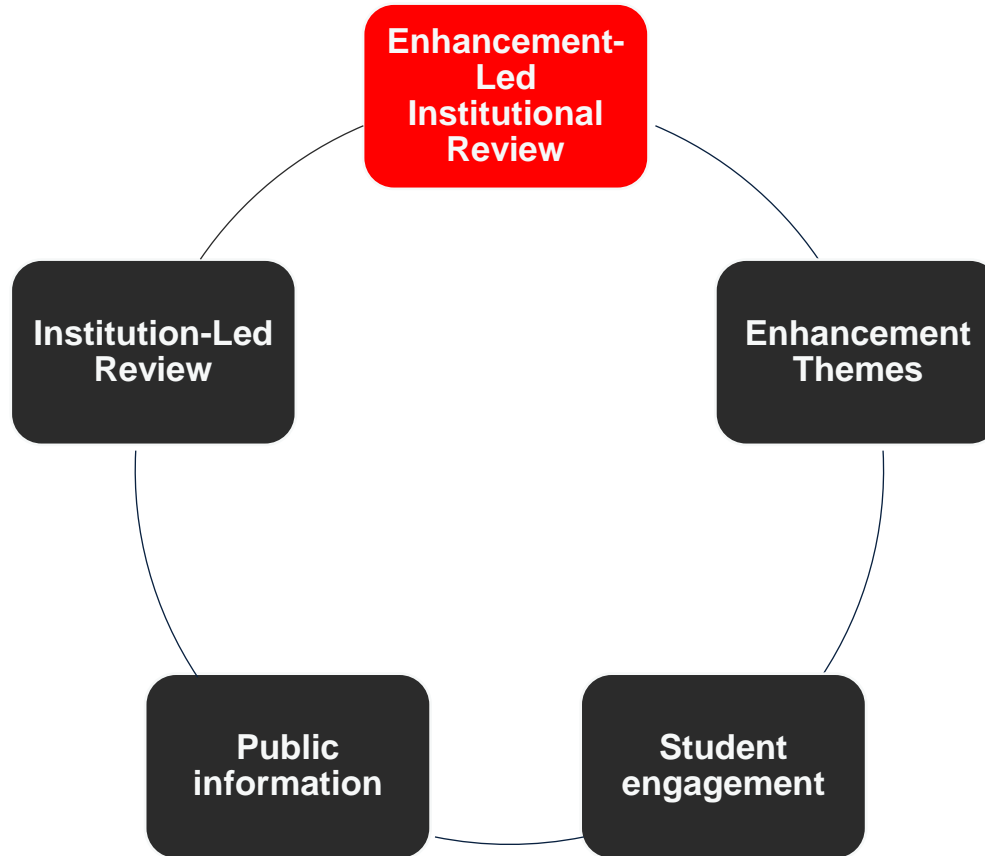 Enhancement-
Led
Institutional
Review
Institution-Led
Review
Enhancement
Themes
Public
information
Student
engagement